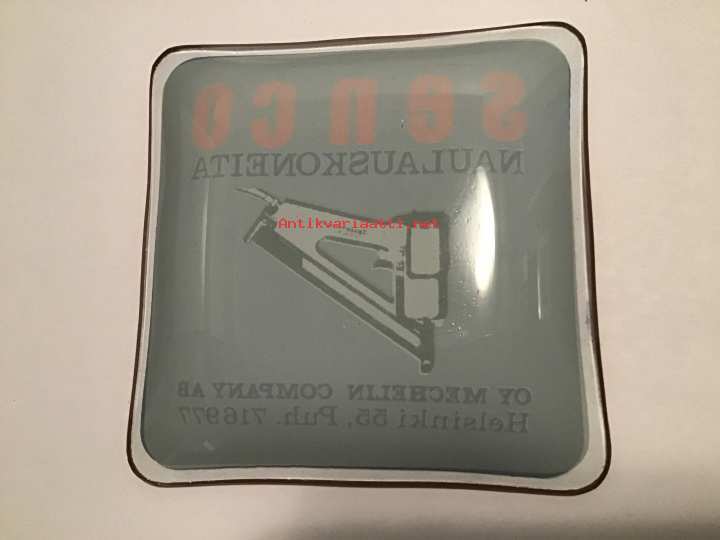 senco
NAULAUSKONEITA
Antikvariaatti.net
OY MECHELIN COMPANY AB
Helsinki 55, Puh. 716977